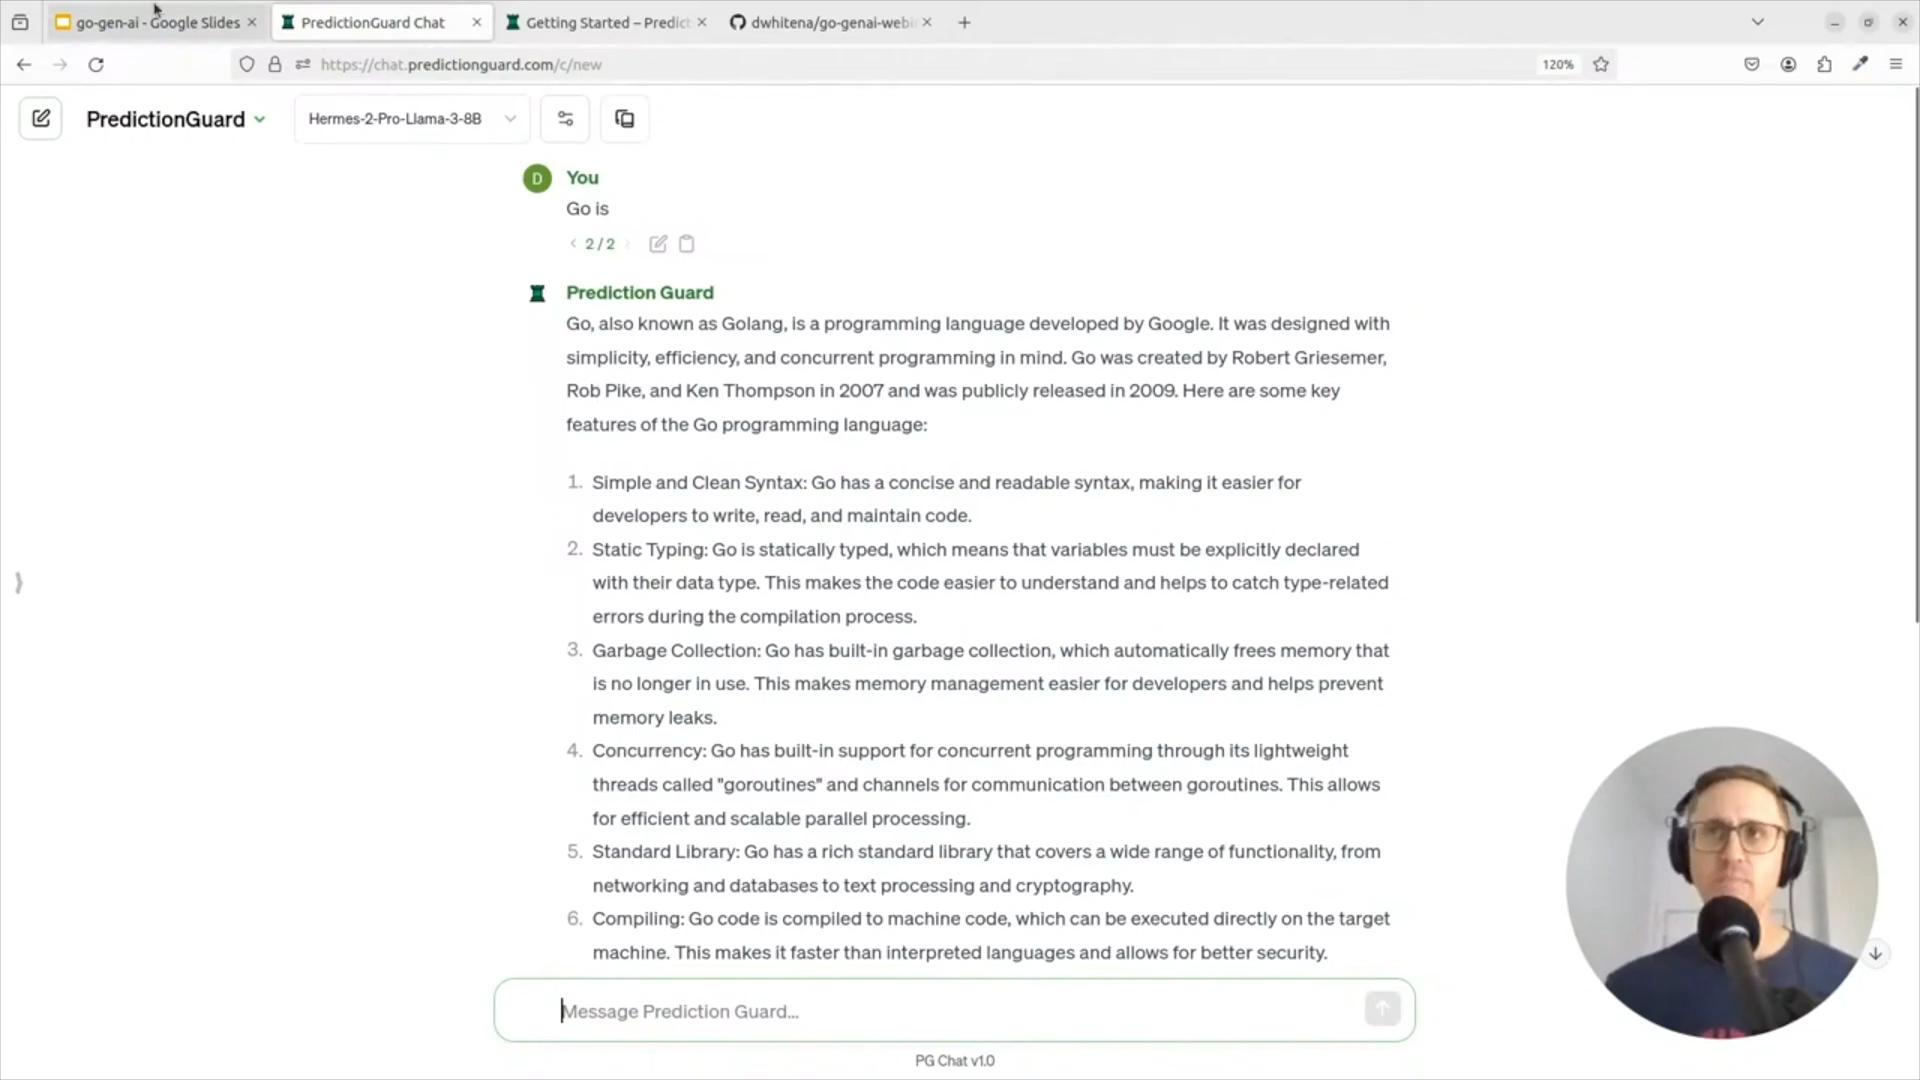 go-gen-ai - Google Slides
PredictionGuard Chat
Getting Started – Predict
dwhitena/go-genai-webi
https://chat.predictionguard.com/c/new
120%
PredictionGuard
Hermes-2-Pro-Llama-3-8B
D
You
Go is
2 / 2
Prediction Guard
Go, also known as Golang, is a programming language developed by Google. It was designed with
simplicity, efficiency, and concurrent programming in mind. Go was created by Robert Griesemer,
Rob Pike, and Ken Thompson in 2007 and was publicly released in 2009. Here are some key
features of the Go programming language:
1. Simple and Clean Syntax: Go has a concise and readable syntax, making it easier for
developers to write, read, and maintain code.
2. Static Typing: Go is statically typed, which means that variables must be explicitly declared
with their data type. This makes the code easier to understand and helps to catch type-related
errors during the compilation process.
3. Garbage Collection: Go has built-in garbage collection, which automatically frees memory that
is no longer in use. This makes memory management easier for developers and helps prevent
memory leaks.
4. Concurrency: Go has built-in support for concurrent programming through its lightweight
threads called "goroutines" and channels for communication between goroutines. This allows
for efficient and scalable parallel processing.
5. Standard Library: Go has a rich standard library that covers a wide range of functionality, from
networking and databases to text processing and cryptography.
6. Compiling: Go code is compiled to machine code, which can be executed directly on the target
machine. This makes it faster than interpreted languages and allows for better security.
Message Prediction Guard...
PG Chat v1.0